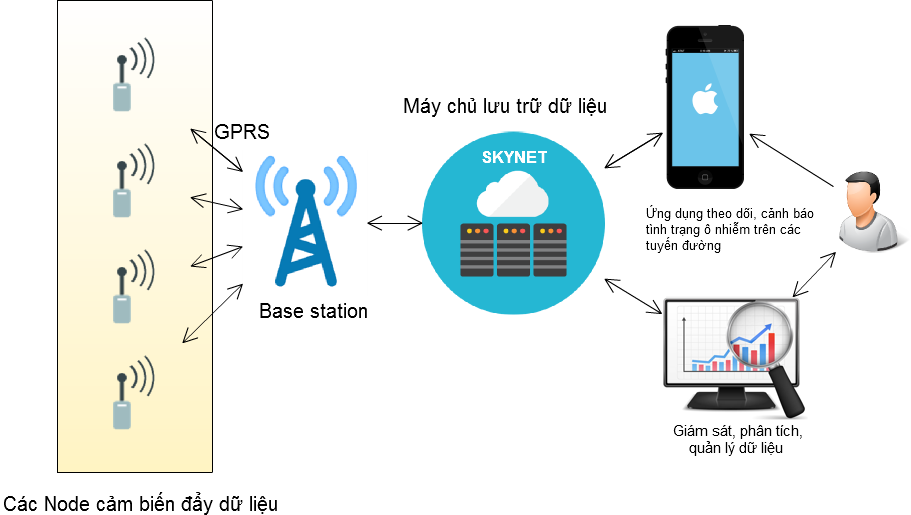 GPRS
Base station
Các Node cảm biến đẩy dữ liệu
Máy chủ lưu trữ dữ liệu
SKYNET
Ứng dụng theo dõi, cảnh báo
tình trạng ô nhiễm trên các
tuyến đường
Giám sát, phân tích,
quản lý dữ liệu